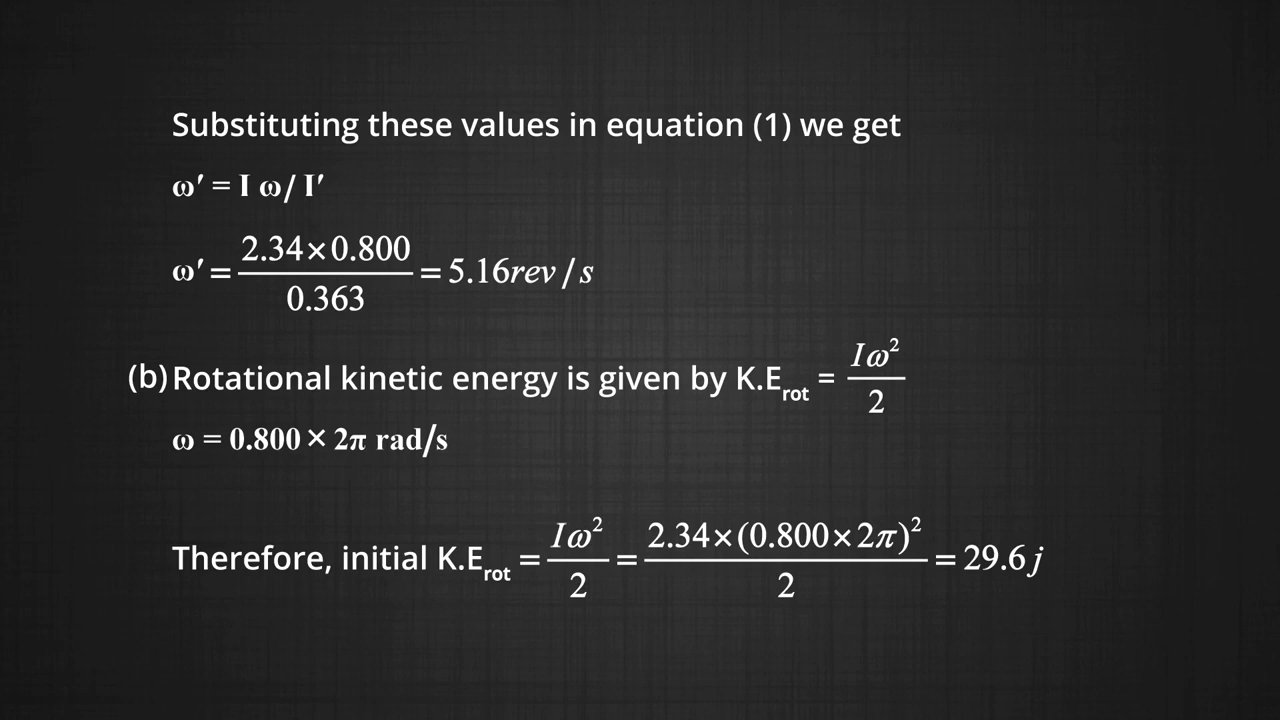 Substituting these values in equation (1) we get
ω′ = I ω/ I′
ω′ = 2.34×0.800 / 0.363 = 5.16rev / s
(b) Rotational kinetic energy is given by K.E_rot = Iω² / 2
ω = 0.800 × 2π rad/s
Therefore, initial K.E_rot = Iω² / 2 = 2.34×(0.800×2π)² / 2 = 29.6 j